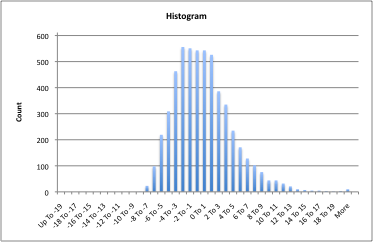 Histogram
600
500
400
300
200
100
0
Count
Up To -19
-18 To -17
-16 To -15
-14 To -13
-12 To -11
-10 To -9
-8 To -7
-6 To -5
-4 To -3
-2 To -1
0 To 1
2 To 3
4 To 5
6 To 7
8 To 9
10 To 11
12 To 13
14 To 15
16 To 17
18 To 19
More